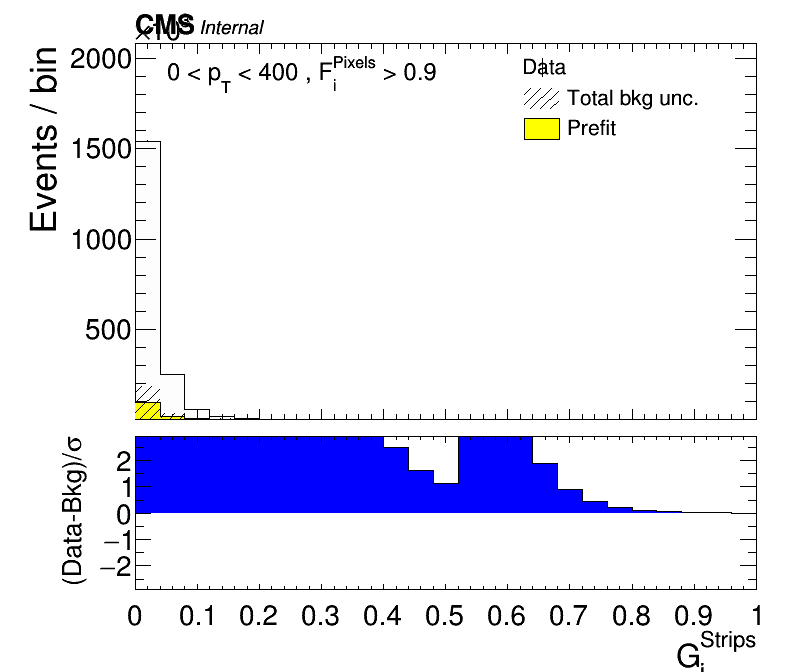 CMS Internal
×10³
0 < p_T < 400 , F_i^Pixels > 0.9
Data
Total bkg unc.
Prefit
Events / bin
2000
1500
1000
500
(Data-Bkg)/σ
2
1
0
−1
−2
0 0.1 0.2 0.3 0.4 0.5 0.6 0.7 0.8 0.9 1
G_i^Strips